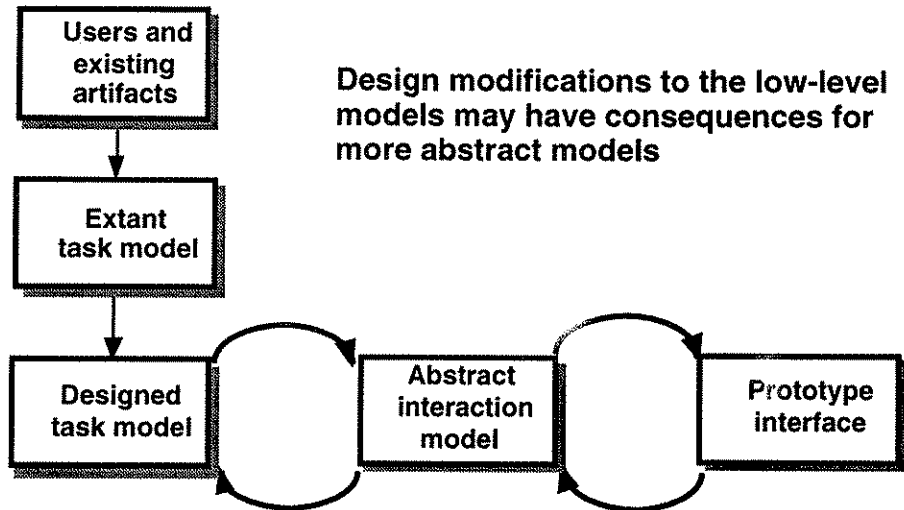 Users and
existing
artifacts
Design modifications to the low-level
models may have consequences for
more abstract models
Extant
task model
Designed
task model
Abstract
interaction
model
Prototype
interface